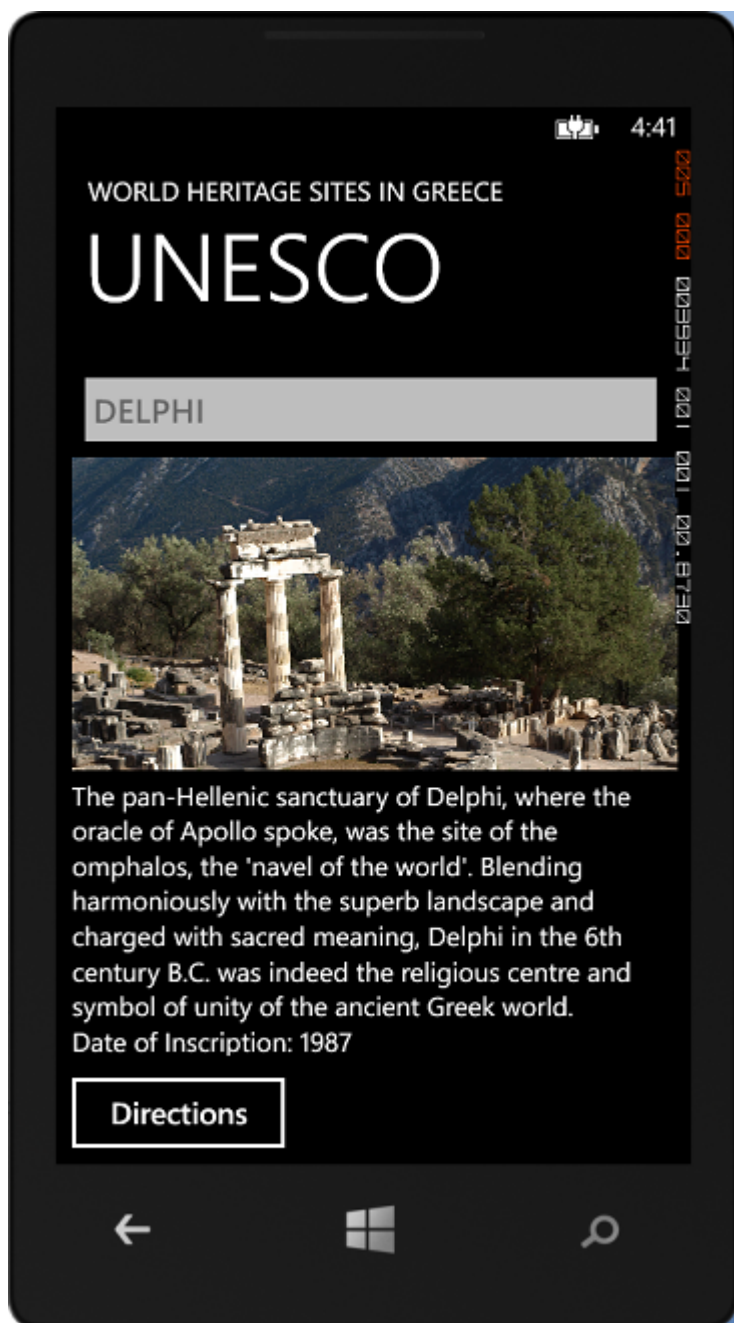 4:41
WORLD HERITAGE SITES IN GREECE
UNESCO
DELPHI
The pan-Hellenic sanctuary of Delphi, where the
oracle of Apollo spoke, was the site of the
omphalos, the 'navel of the world'. Blending
harmoniously with the superb landscape and
charged with sacred meaning, Delphi in the 6th
century B.C. was indeed the religious centre and
symbol of unity of the ancient Greek world.
Date of Inscription: 1987
Directions